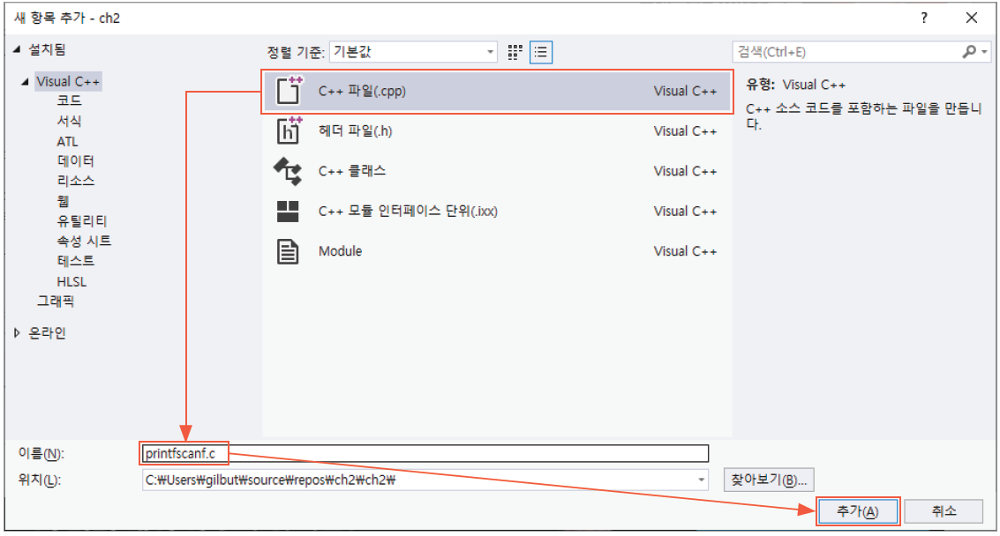 새 항목 추가 - ch2
?
설치됨
Visual C++
코드
서식
ATL
데이터
리소스
웹
유틸리티
속성 시트
테스트
HLSL
그래픽
온라인
정렬 기준: 기본값
C++ 파일(.cpp) Visual C++
헤더 파일(.h) Visual C++
C++ 클래스 Visual C++
C++ 모듈 인터페이스 단위(.ixx) Visual C++
Module Visual C++
검색(Ctrl+E)
유형: Visual C++
C++ 소스 코드를 포함하는 파일을 만듭니
다.
이름(N): printfscanf.c
위치(L): C:₩Users₩gilbut₩source₩repos₩ch2₩ch2₩
찾아보기(B)...
추가(A) 취소